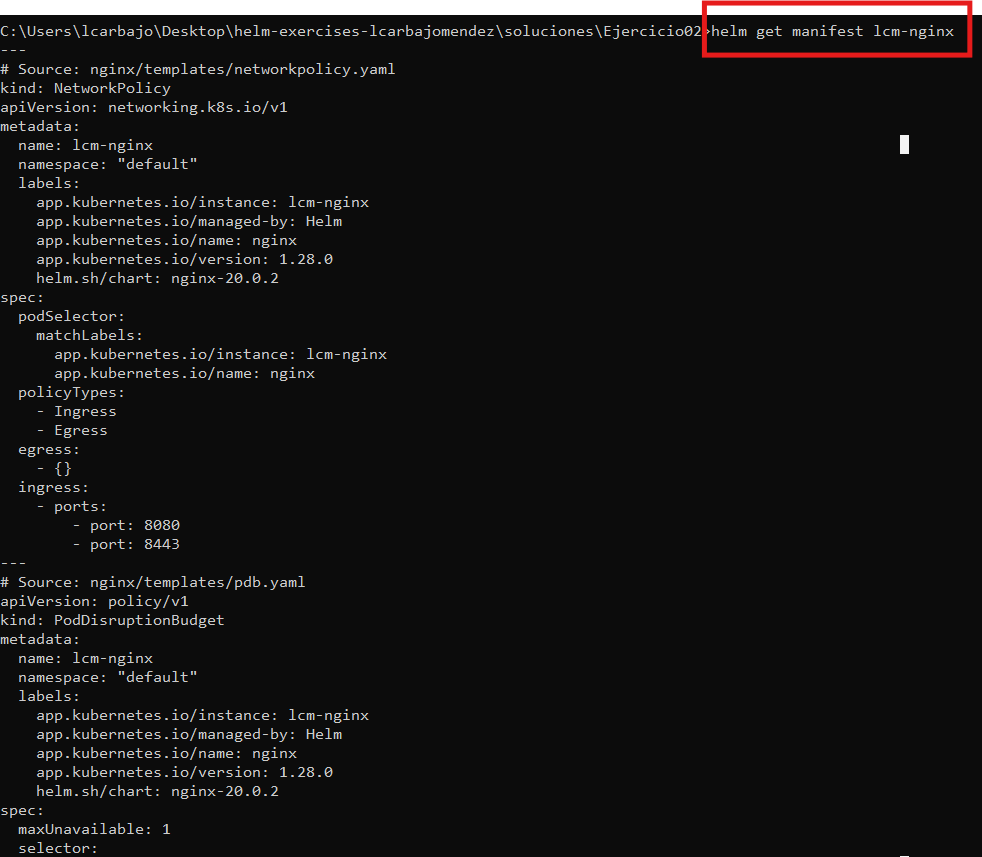 C:\Users\lcarbajo\Desktop\helm-exercises-lcarbajomendez\soluciones\Ejercicio02>helm get manifest lcm-nginx
---
# Source: nginx/templates/networkpolicy.yaml
kind: NetworkPolicy
apiVersion: networking.k8s.io/v1
metadata:
  name: lcm-nginx
  namespace: "default"
  labels:
    app.kubernetes.io/instance: lcm-nginx
    app.kubernetes.io/managed-by: Helm
    app.kubernetes.io/name: nginx
    app.kubernetes.io/version: 1.28.0
    helm.sh/chart: nginx-20.0.2
spec:
  podSelector:
    matchLabels:
      app.kubernetes.io/instance: lcm-nginx
      app.kubernetes.io/name: nginx
  policyTypes:
    - Ingress
    - Egress
  egress:
    - {}
  ingress:
    - ports:
        - port: 8080
        - port: 8443
---
# Source: nginx/templates/pdb.yaml
apiVersion: policy/v1
kind: PodDisruptionBudget
metadata:
  name: lcm-nginx
  namespace: "default"
  labels:
    app.kubernetes.io/instance: lcm-nginx
    app.kubernetes.io/managed-by: Helm
    app.kubernetes.io/name: nginx
    app.kubernetes.io/version: 1.28.0
    helm.sh/chart: nginx-20.0.2
spec:
  maxUnavailable: 1
  selector: